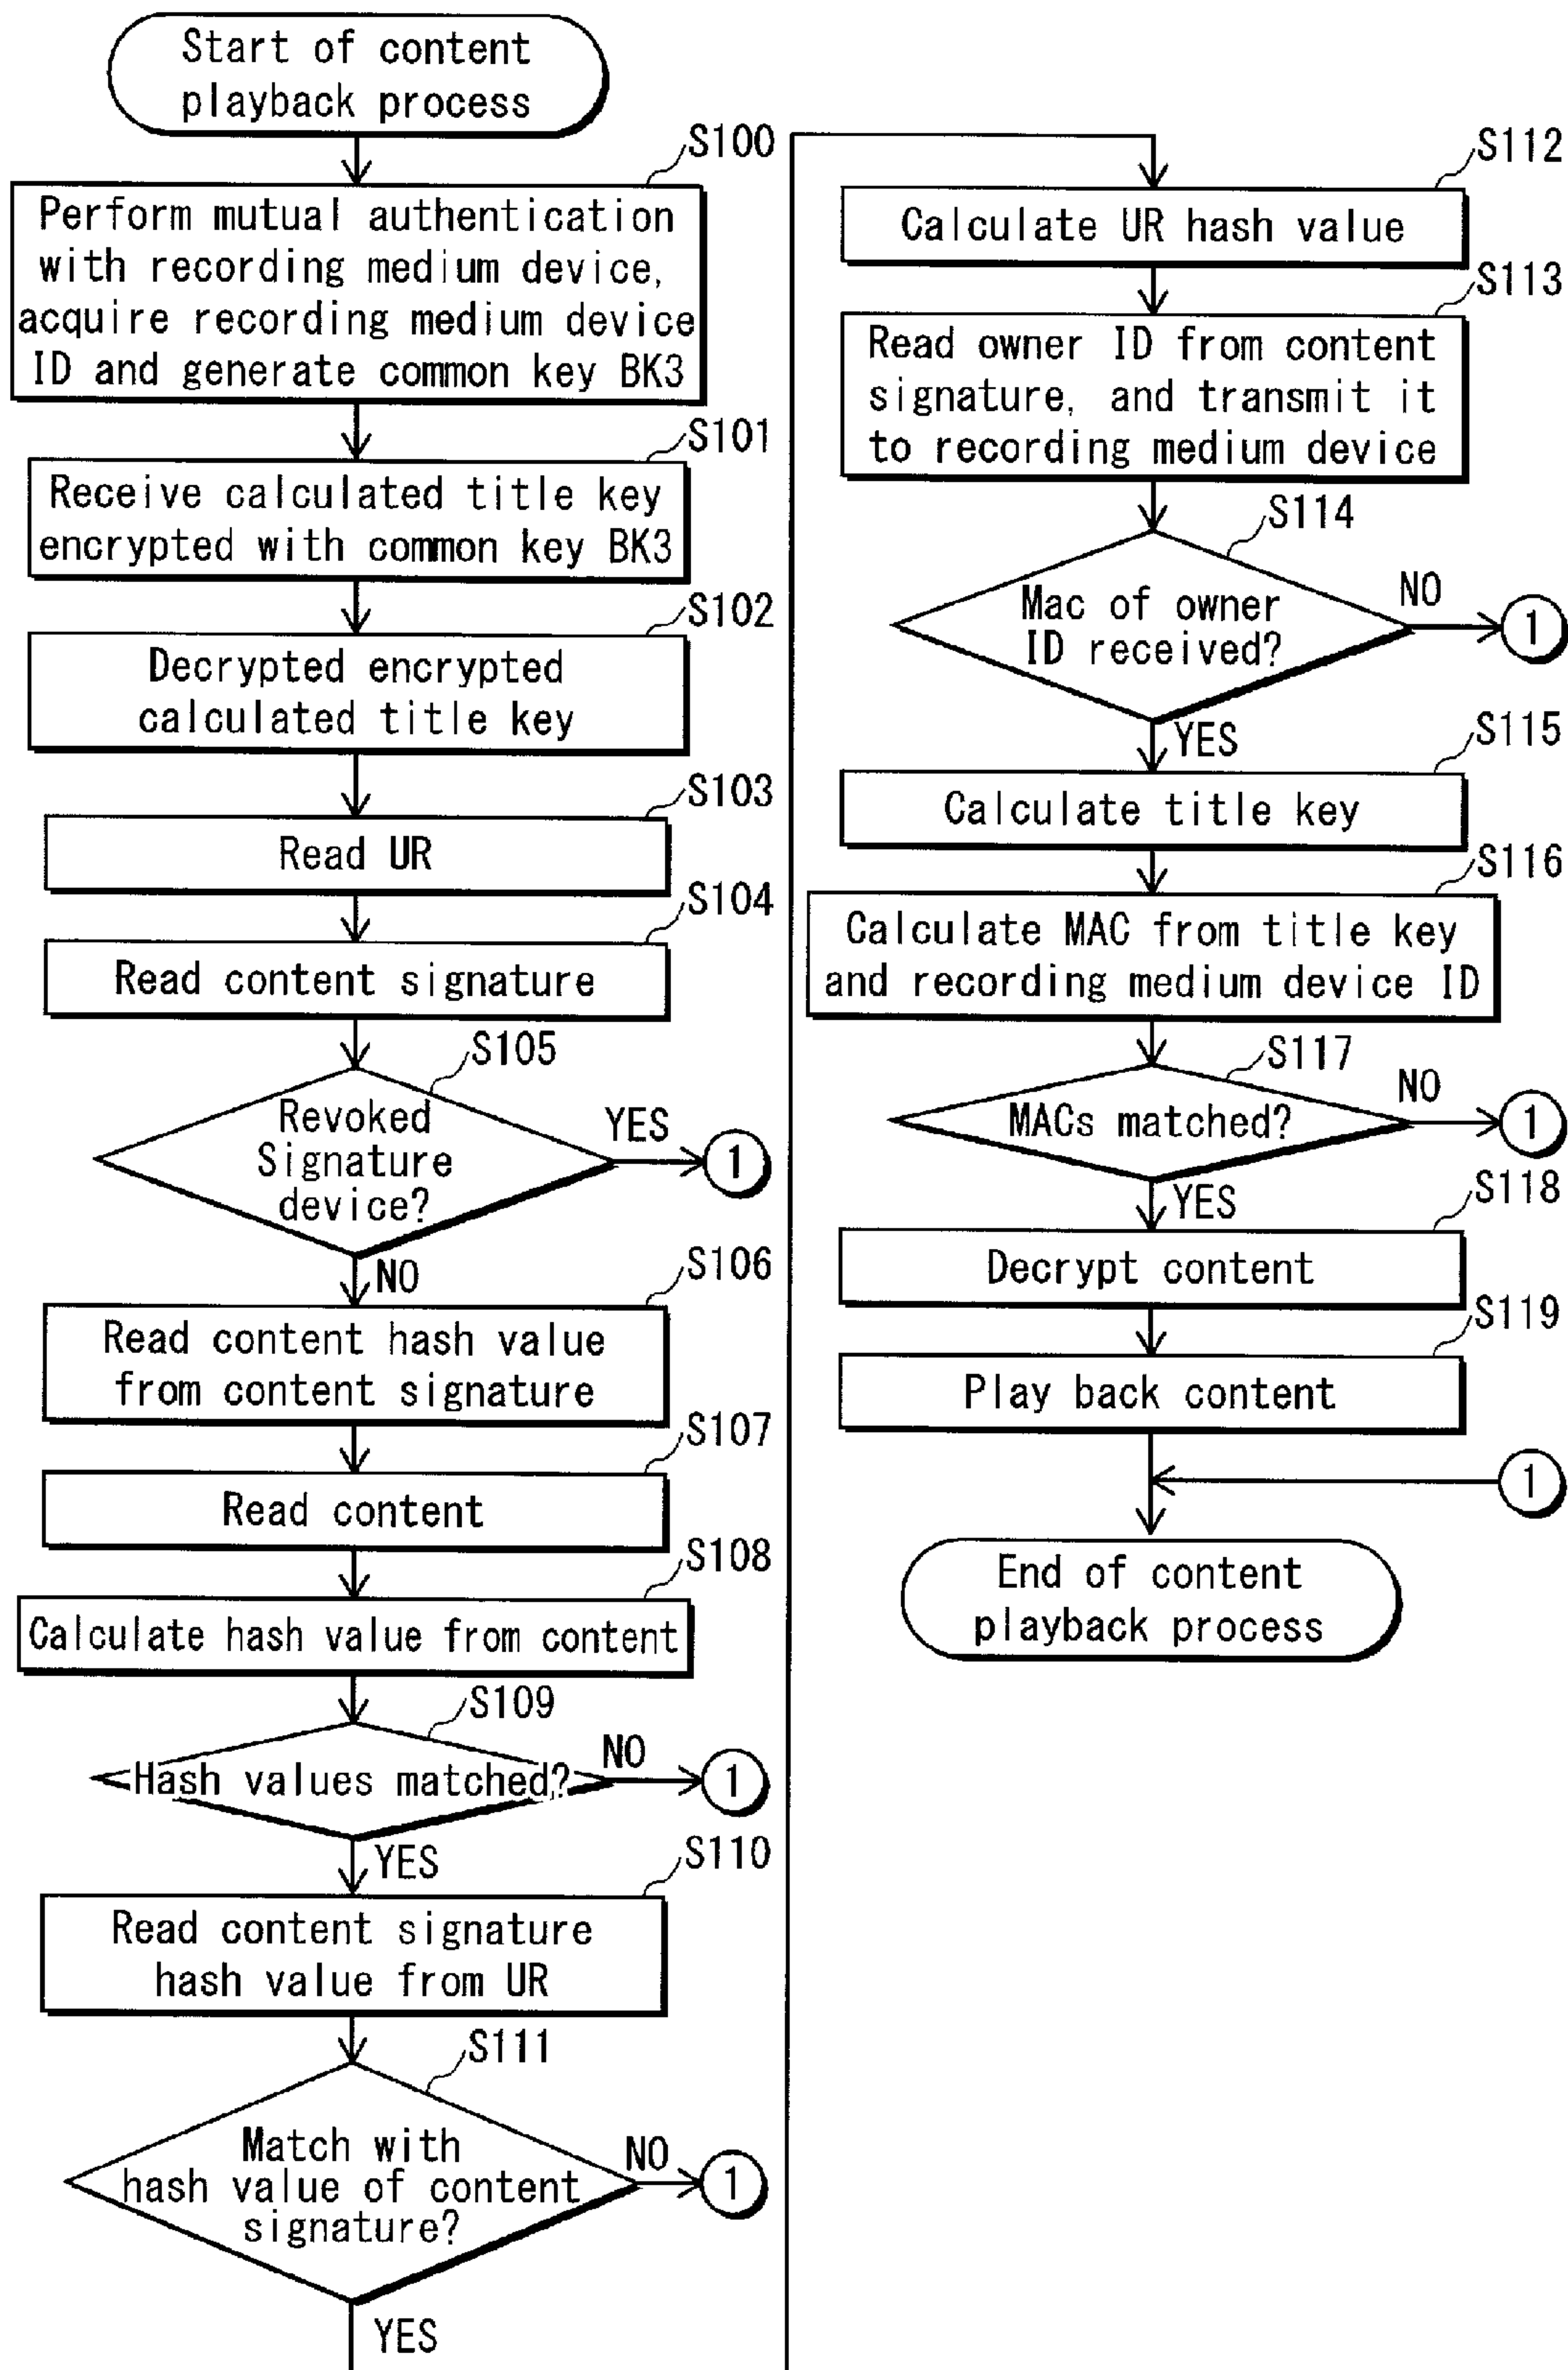 Start of content
playback process
S100
Perform mutual authentication
with recording medium device,
acquire recording medium device
ID and generate common key BK3
S101
Receive calculated title key
encrypted with common key BK3
S102
Decrypted encrypted
calculated title key
S103
Read UR
S104
Read content signature
S105
Revoked
Signature
device?
YES
1
NO
S106
Read content hash value
from content signature
S107
Read content
S108
Calculate hash value from content
S109
Hash values matched?
NO
1
YES
S110
Read content signature
hash value from UR
S111
Match with
hash value of content
signature?
NO
1
YES
S112
Calculate UR hash value
S113
Read owner ID from content
signature, and transmit it
to recording medium device
S114
Mac of owner
ID received?
NO
1
YES
S115
Calculate title key
S116
Calculate MAC from title key
and recording medium device ID
S117
MACs matched?
NO
1
YES
S118
Decrypt content
S119
Play back content
1
End of content
playback process